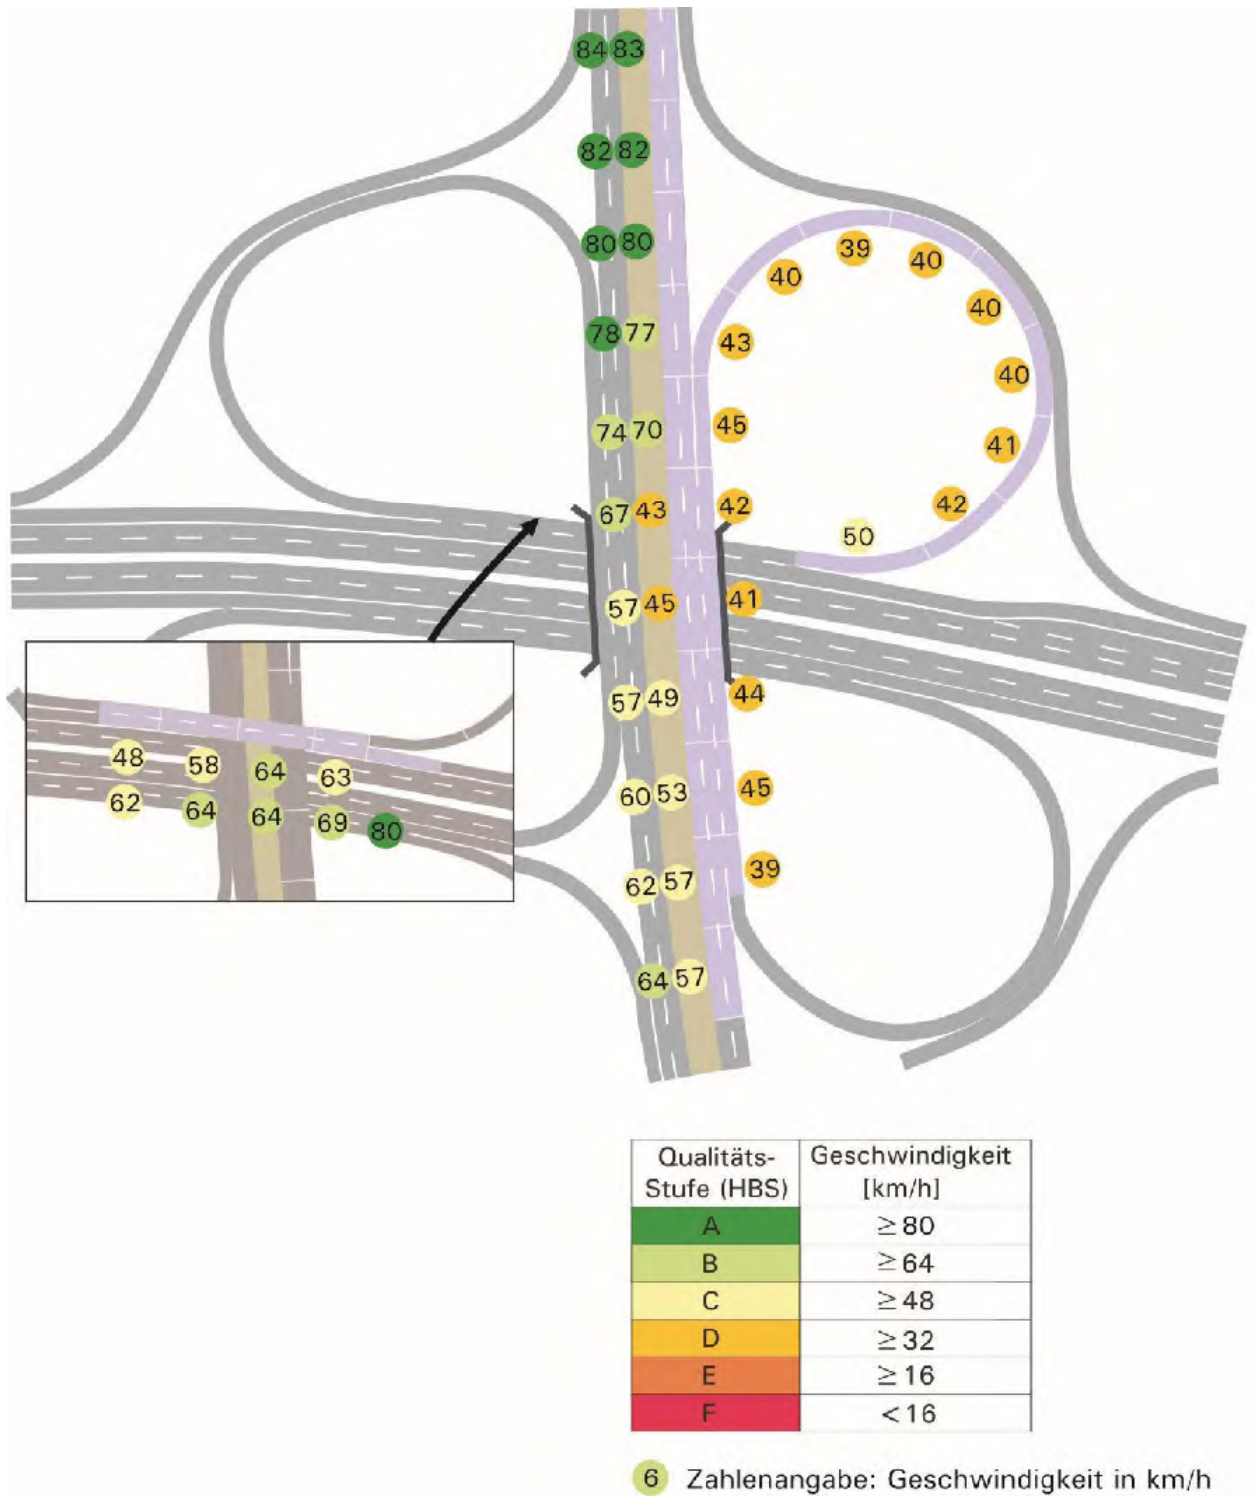 84 83
82 82
80 80
78 77
74 70
67 43
57 45
57 49
60 53
62 57
64 57
39
40
40
40
40
43
45
41
42
42
50
41
44
45
39
48 58 64 63
62 64 64 69 80
Qualitäts-
Stufe (HBS)
Geschwindigkeit
[km/h]
A ≥80
B ≥64
C ≥48
D ≥32
E ≥16
F <16
6 Zahlenangabe: Geschwindigkeit in km/h